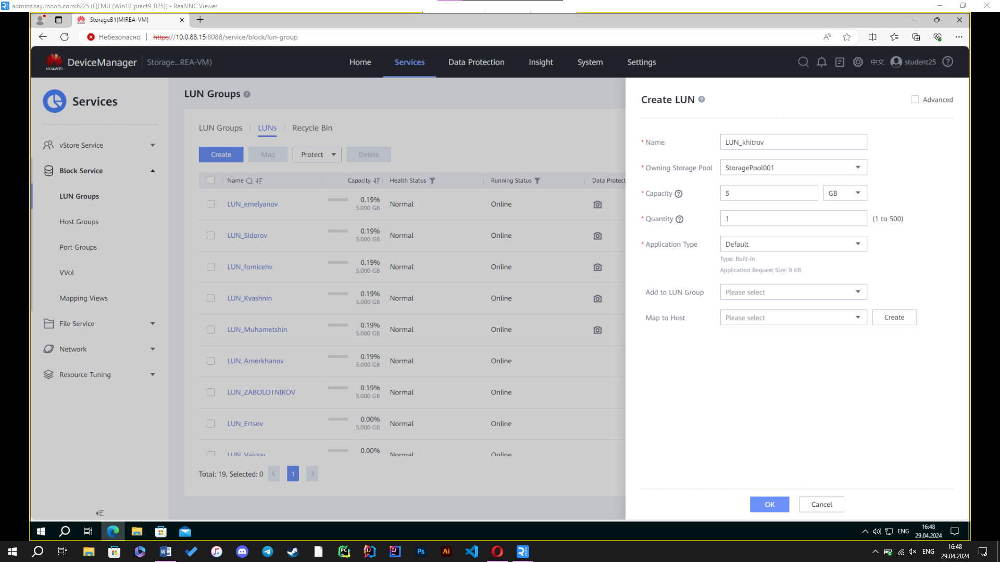 admins.say.mooo.com:6225 (QEMU (Win10_pract9_B25)) - RealVNC Viewer
StorageB1(MIREA-VM)
Небезопасно https://10.0.88.15:8088/service/block/lun-group
HUAWEI DeviceManager Storage...REA-VM) Home Services Data Protection Insight System Settings 中文 student25
Services
vStore Service
Block Service
LUN Groups
Host Groups
Port Groups
VVol
Mapping Views
File Service
Network
Resource Tuning
LUN Groups
LUN Groups LUNs Recycle Bin
Create Map Protect Delete
Name Capacity Health Status Running Status Data Protect
LUN_emelyanov 0.19% 5.000 GB Normal Online
LUN_Sidorov 0.19% 5.000 GB Normal Online
LUN_fomicehv 0.19% 5.000 GB Normal Online
LUN_Kvashnin 0.19% 5.000 GB Normal Online
LUN_Muhametshin 0.19% 5.000 GB Normal Online
LUN_Amerkhanov 0.19% 5.000 GB Normal Online
LUN_ZABOLOTNIKOV 0.19% 5.000 GB Normal Online
LUN_Ertsov 0.00% 5.000 GB Normal Online
LUN_Vaidov 0.00% Normal Online
Total: 19, Selected: 0 < 1 >
Create LUN Advanced
* Name LUN_khitrov
* Owning Storage Pool StoragePool001
* Capacity 5 GB
* Quantity 1 (1 to 500)
* Application Type Default
Type: Built-in
Application Request Size: 8 KB
Add to LUN Group Please select
Map to Host Please select Create
OK Cancel
ENG 16:48
29.04.2024
ENG 16:48
29.04.2024